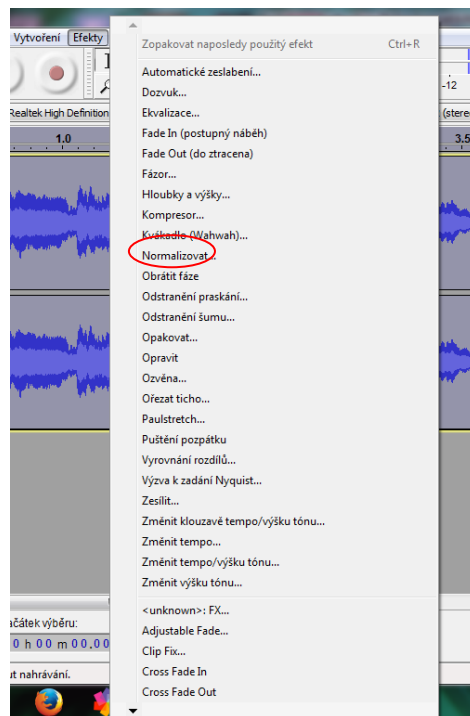 Vytvoření Efekty
Zopakovat naposledy použitý efekt Ctrl+R
Automatické zeslabení...
-12
Dozvuk...
Realtek High Definition
Ekvalizace...
(stere
1.0
Fade In (postupný náběh)
3.5
Fade Out (do ztracena)
Fázor...
Hloubky a výšky...
Kompresor...
Kvákadlo (Wahwah)...
Normalizovat...
Obrátit fáze
Odstranění praskání...
Odstranění šumu...
Opakovat...
Opravit
Ozvěna...
Ořezat ticho...
Paulstretch...
Puštění pozpátku
Vyrovnání rozdílů...
Výzva k zadání Nyquist...
Zesílit...
Změnit klouzavě tempo/výšku tónu...
Změnit tempo...
Změnit tempo/výšku tónu...
Změnit výšku tónu...
<unknown>: FX...
ačátek výběru:
Adjustable Fade...
0 h 00 m 00.00
Clip Fix...
ut nahrávání.
Cross Fade In
Cross Fade Out